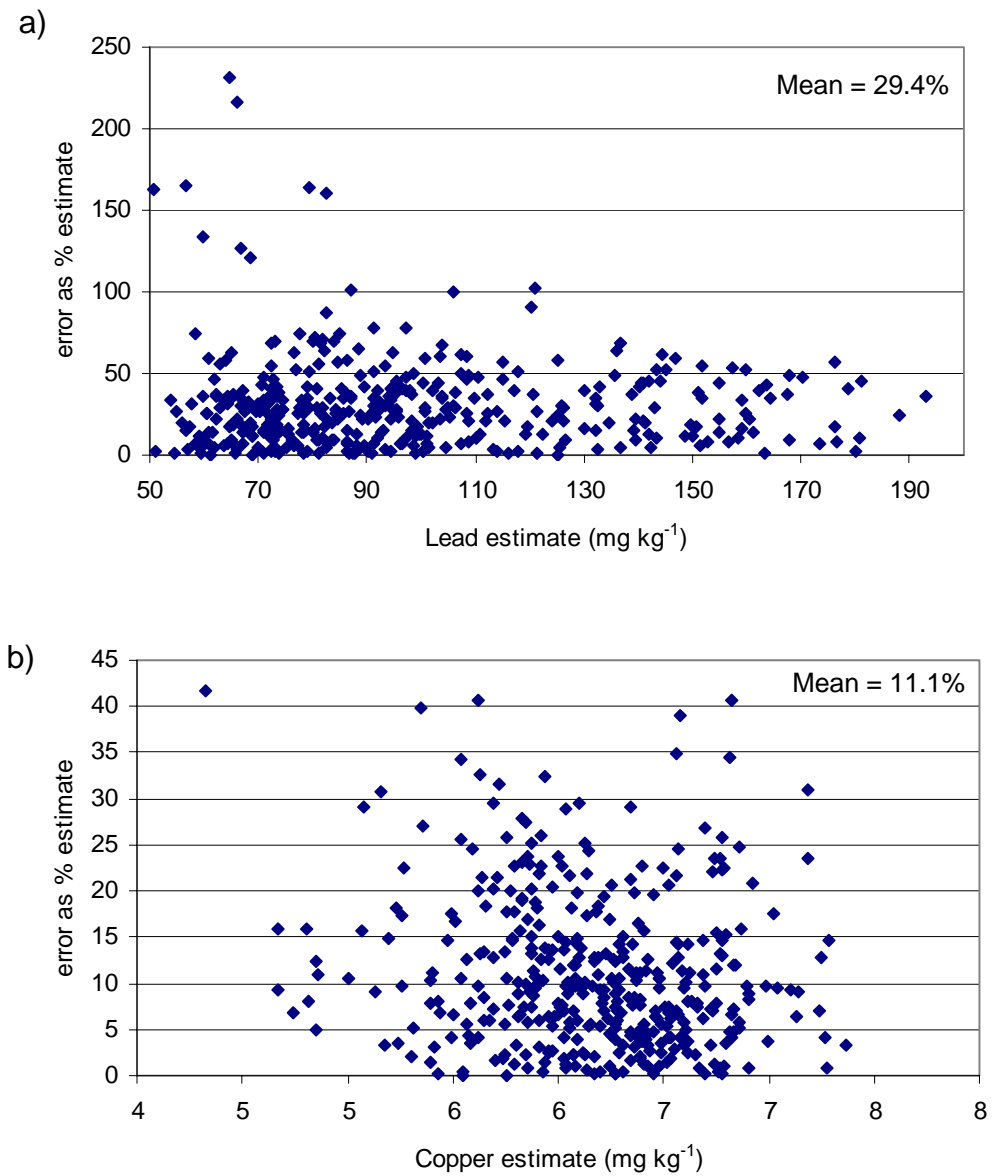 a)
250
200
150
100
50
0
error as % estimate
Mean = 29.4%
50 70 90 110 130 150 170 190
Lead estimate (mg kg-1)
b)
45
40
35
30
25
20
15
10
5
0
error as % estimate
Mean = 11.1%
4 5 5 6 6 7 7 8 8
Copper estimate (mg kg-1)